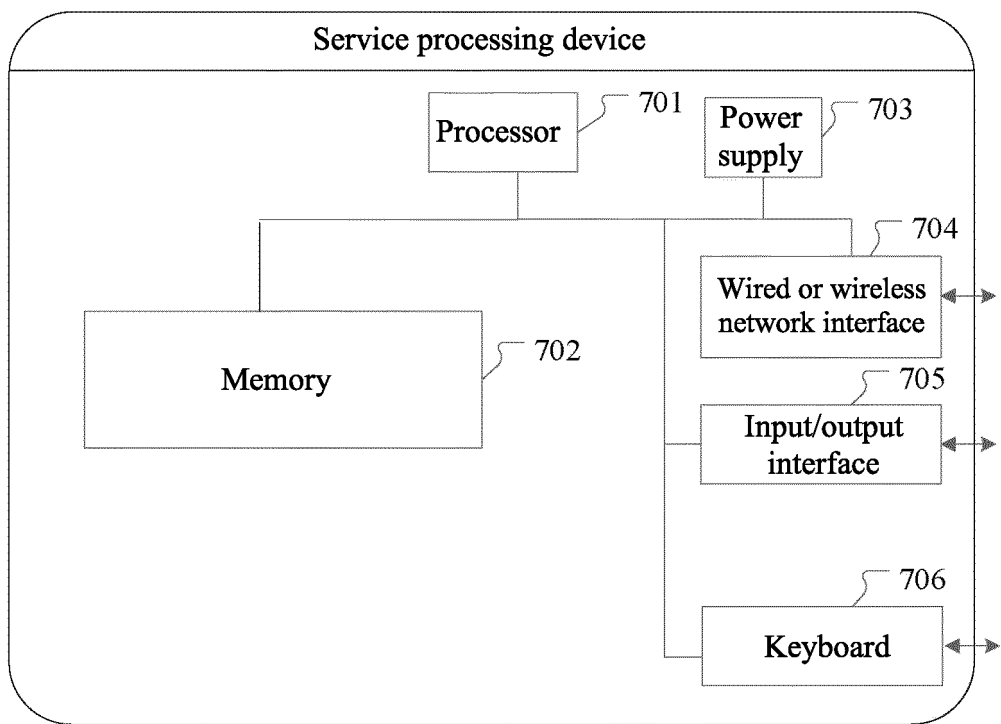 Service processing device
Processor
701
Power
supply
703
704
Wired or wireless
network interface
Memory
702
705
Input/output
interface
706
Keyboard